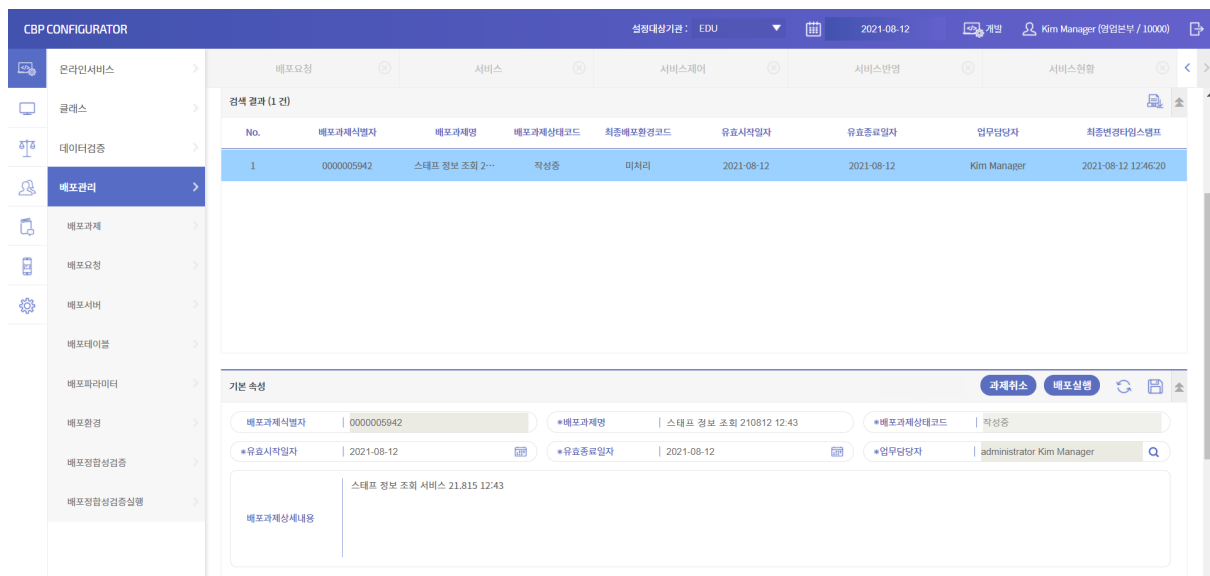 CBP CONFIGURATOR 설정대상기관 : EDU 2021-08-12 개발 Kim Manager (영업본부 / 10000)
온라인서비스 배포요청 서비스 서비스제어 서비스반영 서비스현황
클래스
데이터검증
배포관리
배포과제
배포요청
배포서버
배포테이블
배포파라미터
배포환경
배포정합성검증
배포정합성검증실행
검색 결과 (1 건)
No. 배포과제식별자 배포과제명 배포과제상태코드 최종배포환경코드 유효시작일자 유효종료일자 업무담당자 최종변경타임스탬프
1 0000005942 스태프 정보 조회 2⋯ 작성중 미처리 2021-08-12 2021-08-12 Kim Manager 2021-08-12 12:46:20
기본 속성 과제취소 배포실행
배포과제식별자 0000005942 *배포과제명 스태프 정보 조회 210812 12:43 *배포과제상태코드 작성중
*유효시작일자 2021-08-12 *유효종료일자 2021-08-12 *업무담당자 administrator Kim Manager
배포과제상세내용 스태프 정보 조회 서비스 21.815 12:43